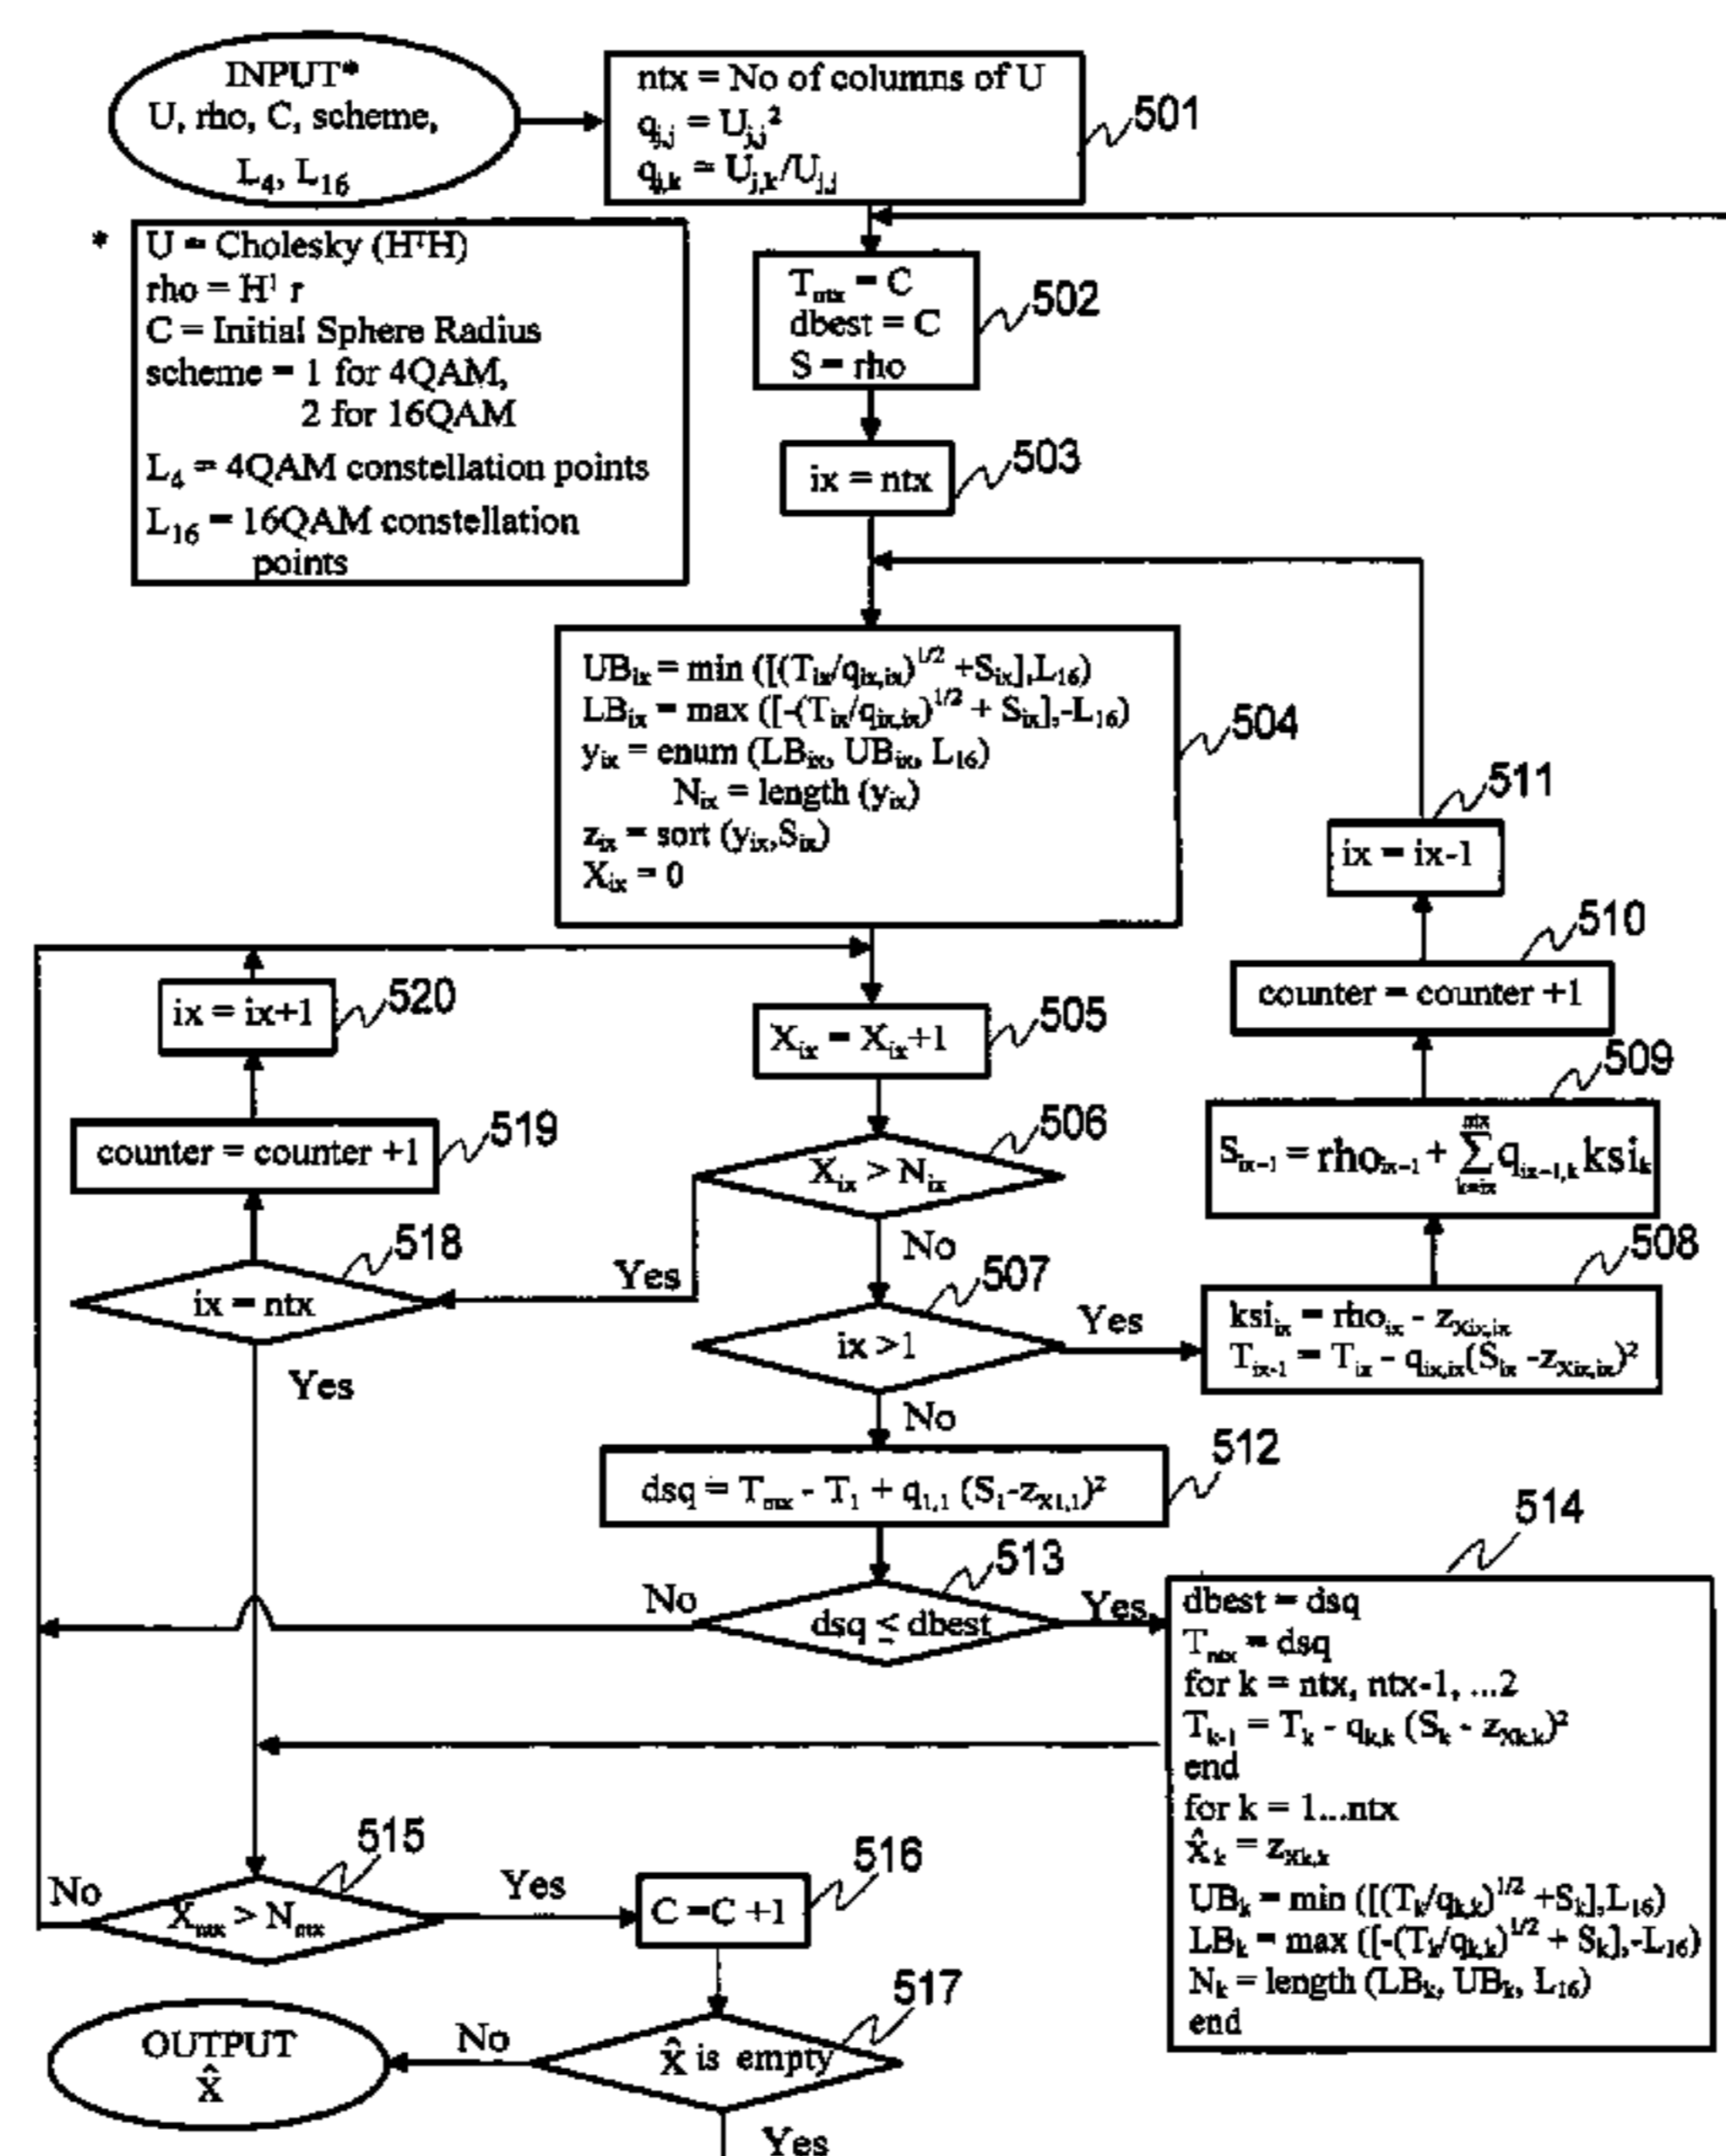 INPUT*
U, rho, C, scheme,
L4, L16
ntx = No of columns of U
qj,j = Uj,j²
qj,k = Uj,k/Uj,j
501
* U = Cholesky (H†H)
rho = H† r
C = Initial Sphere Radius
scheme = 1 for 4QAM,
2 for 16QAM
L4 = 4QAM constellation points
L16 = 16QAM constellation
points
Tntx = C
dbest = C
S = rho
502
ix = ntx
503
UBix = min ([(Tix/qix,ix)^1/2 +Six],L16)
LBix = max ([-(Tix/qix,ix)^1/2 + Six],-L16)
yix = enum (LBix, UBix, L16)
Nix = length (yix)
zix = sort (yix,Six)
Xix = 0
504
511
ix = ix-1
510
counter = counter +1
509
Six-1 = rhoix-1 + ntx∑k=ix qix-1,k ksik
508
ksiix = rhoix - zXix,ix
Tix-1 = Tix - qix,ix(Six -zXix,ix)²
ix = ix+1
520
Xix = Xix+1
505
counter = counter +1
519
506
Xix > Nix
Yes
No
518
ix = ntx
Yes
507
ix >1
Yes
No
512
dsq = Tntx - T1 + q1,1 (S1-zX1,1)²
513
dsq ≤ dbest
No
Yes
514
dbest = dsq
Tntx = dsq
for k = ntx, ntx-1, ...2
Tk-1 = Tk - qk,k (Sk - zXk,k)²
end
for k = 1...ntx
x̂k = zXk,k
UBk = min ([(Tk/qk,k)^1/2 +Sk],L16)
LBk = max ([-(Tk/qk,k)^1/2 + Sk],-L16)
Nk = length (LBk, UBk, L16)
end
515
No
Xntx > Nntx
Yes
C =C +1
516
517
x̂ is empty
No
Yes
OUTPUT
x̂